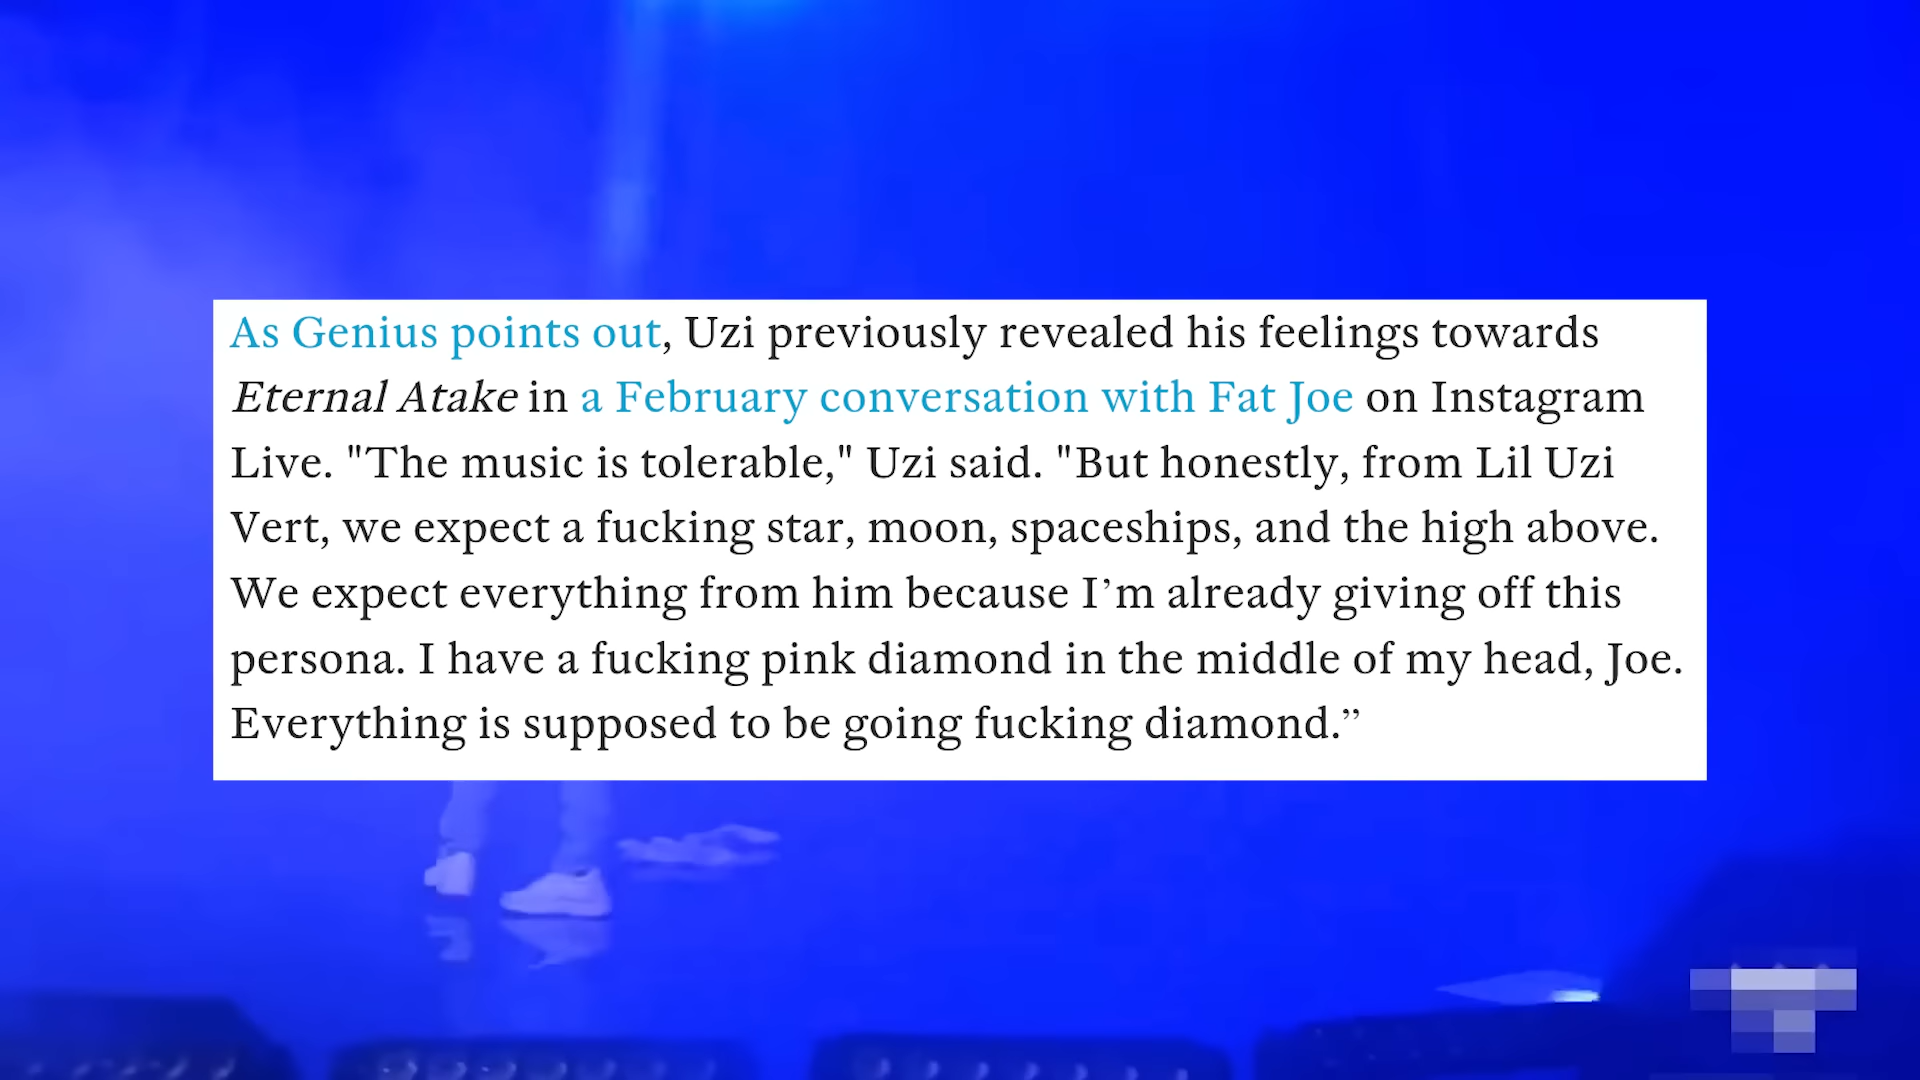 As Genius points out, Uzi previously revealed his feelings towards
Eternal Atake in a February conversation with Fat Joe on Instagram
Live. "The music is tolerable," Uzi said. "But honestly, from Lil Uzi
Vert, we expect a fucking star, moon, spaceships, and the high above.
We expect everything from him because I’m already giving off this
persona. I have a fucking pink diamond in the middle of my head, Joe.
Everything is supposed to be going fucking diamond.”